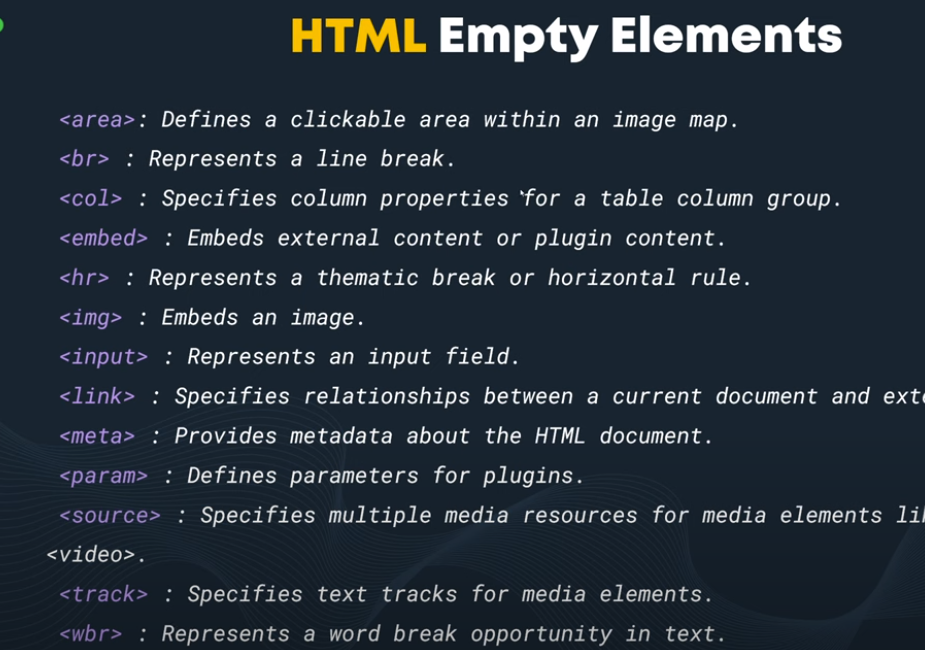 HTML Empty Elements
<area>: Defines a clickable area within an image map.
<br> : Represents a line break.
<col> : Specifies column properties for a table column group.
<embed> : Embeds external content or plugin content.
<hr> : Represents a thematic break or horizontal rule.
<img> : Embeds an image.
<input> : Represents an input field.
<link> : Specifies relationships between a current document and
<meta> : Provides metadata about the HTML document.
<param> : Defines parameters for plugins.
<source> : Specifies multiple media resources for media elements
<video>.
<track> : Specifies text tracks for media elements.
<wbr> : Represents a word break opportunity in text.